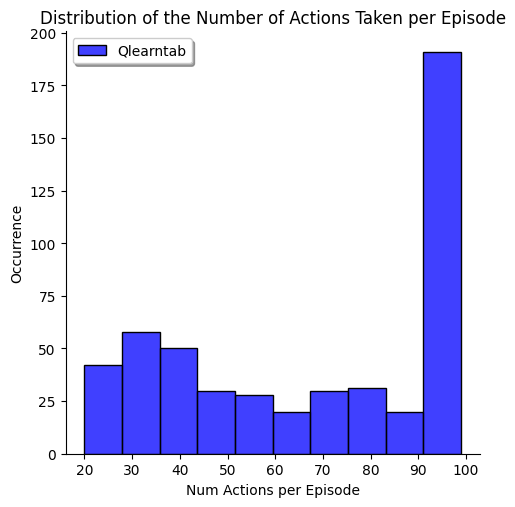 Distribution of the Number of Actions Taken per Episode
Qlearntab
200
175
150
125
100
75
50
25
0
Occurrence
20 30 40 50 60 70 80 90 100
Num Actions per Episode